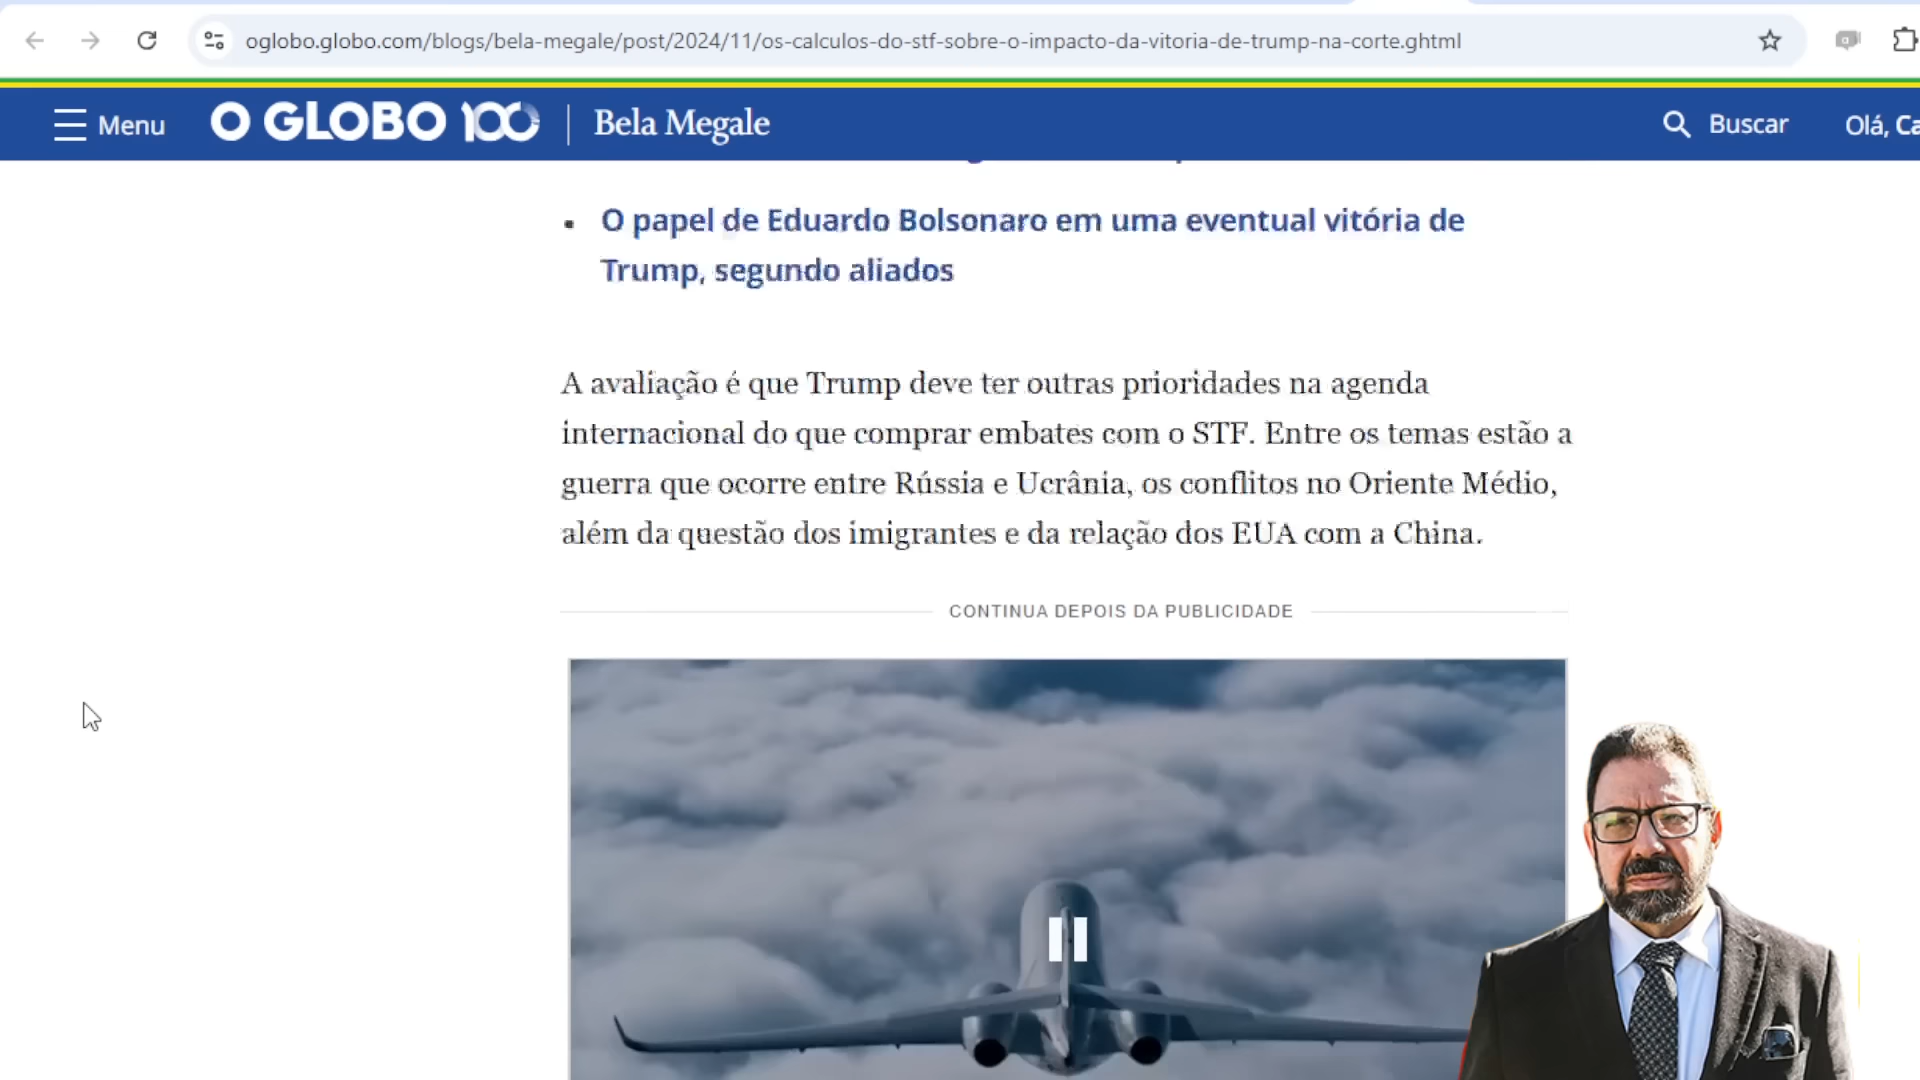 oglobo.globo.com/blogs/bela-megale/post/2024/11/os-calculos-do-stf-sobre-o-impacto-da-vitoria-de-trump-na-corte.ghtml
Menu
O GLOBO 100
Bela Megale
Buscar
Olá, Ca
• O papel de Eduardo Bolsonaro em uma eventual vitória de
Trump, segundo aliados
A avaliação é que Trump deve ter outras prioridades na agenda
internacional do que comprar embates com o STF. Entre os temas estão a
guerra que ocorre entre Rússia e Ucrânia, os conflitos no Oriente Médio,
além da questão dos imigrantes e da relação dos EUA com a China.
CONTINUA DEPOIS DA PUBLICIDADE